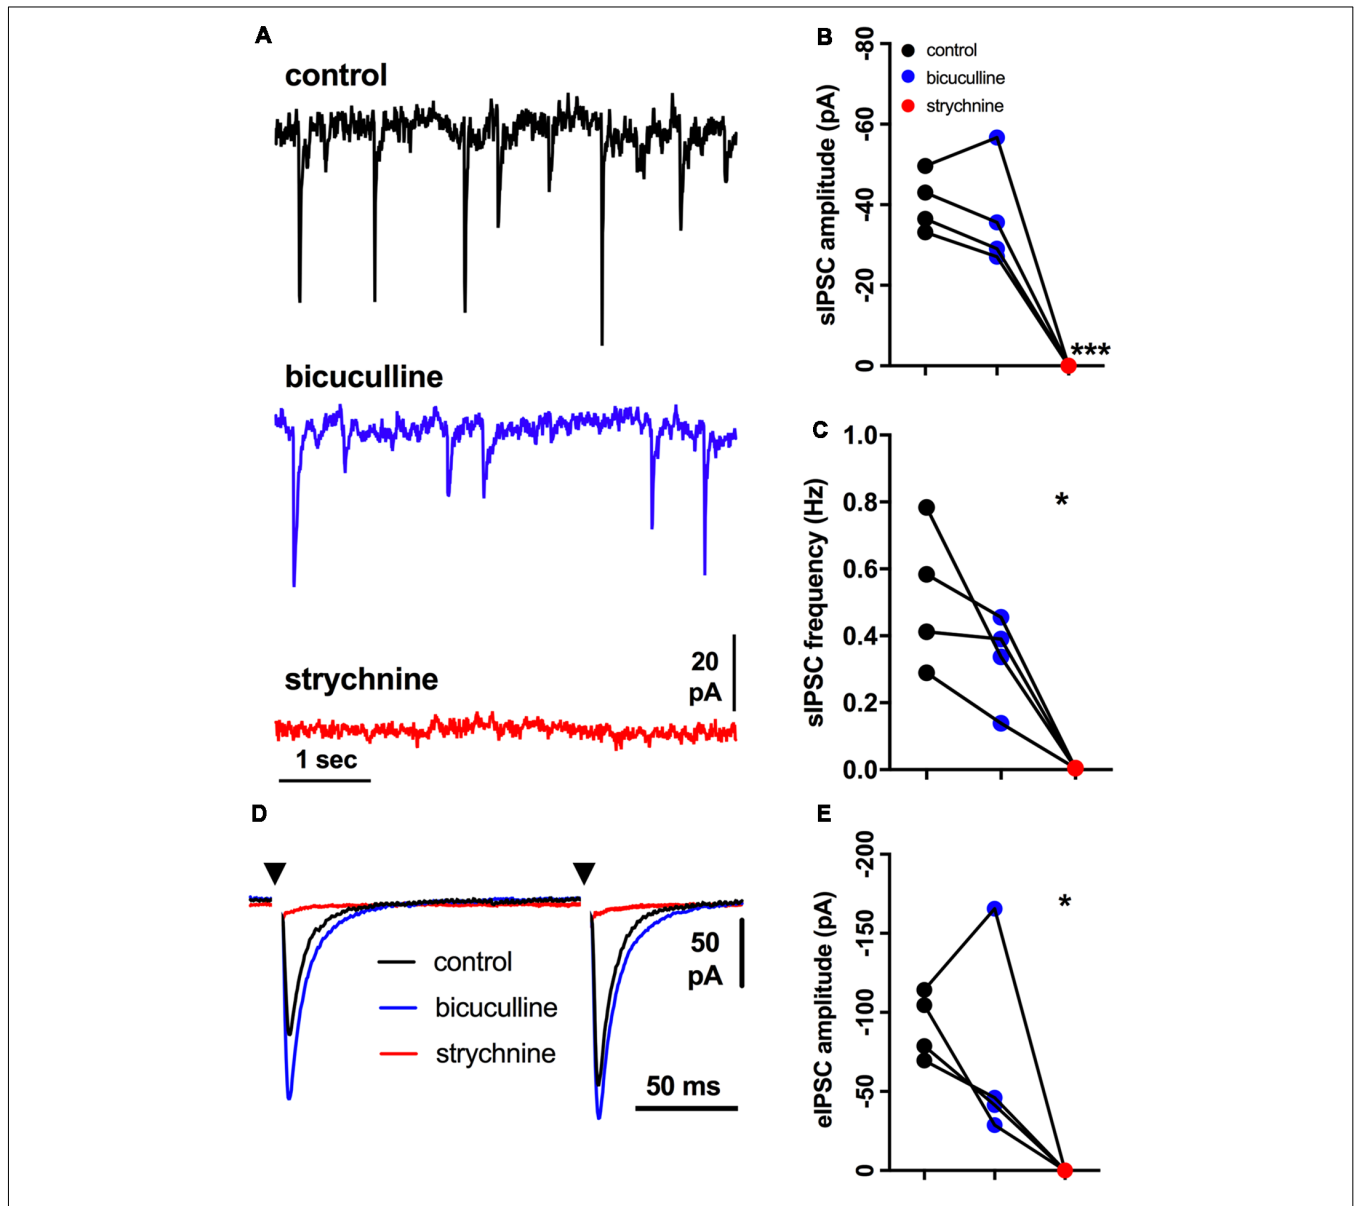 A
control
bicuculline
strychnine
20
pA
1 sec
B
sIPSC amplitude (pA)
-80
-60
-40
-20
0
control
bicuculline
strychnine
***
C
sIPSC frequency (Hz)
1.0
0.8
0.6
0.4
0.2
0.0
*
D
control
bicuculline
strychnine
50
pA
50 ms
E
eIPSC amplitude (pA)
-200
-150
-100
-50
0
*